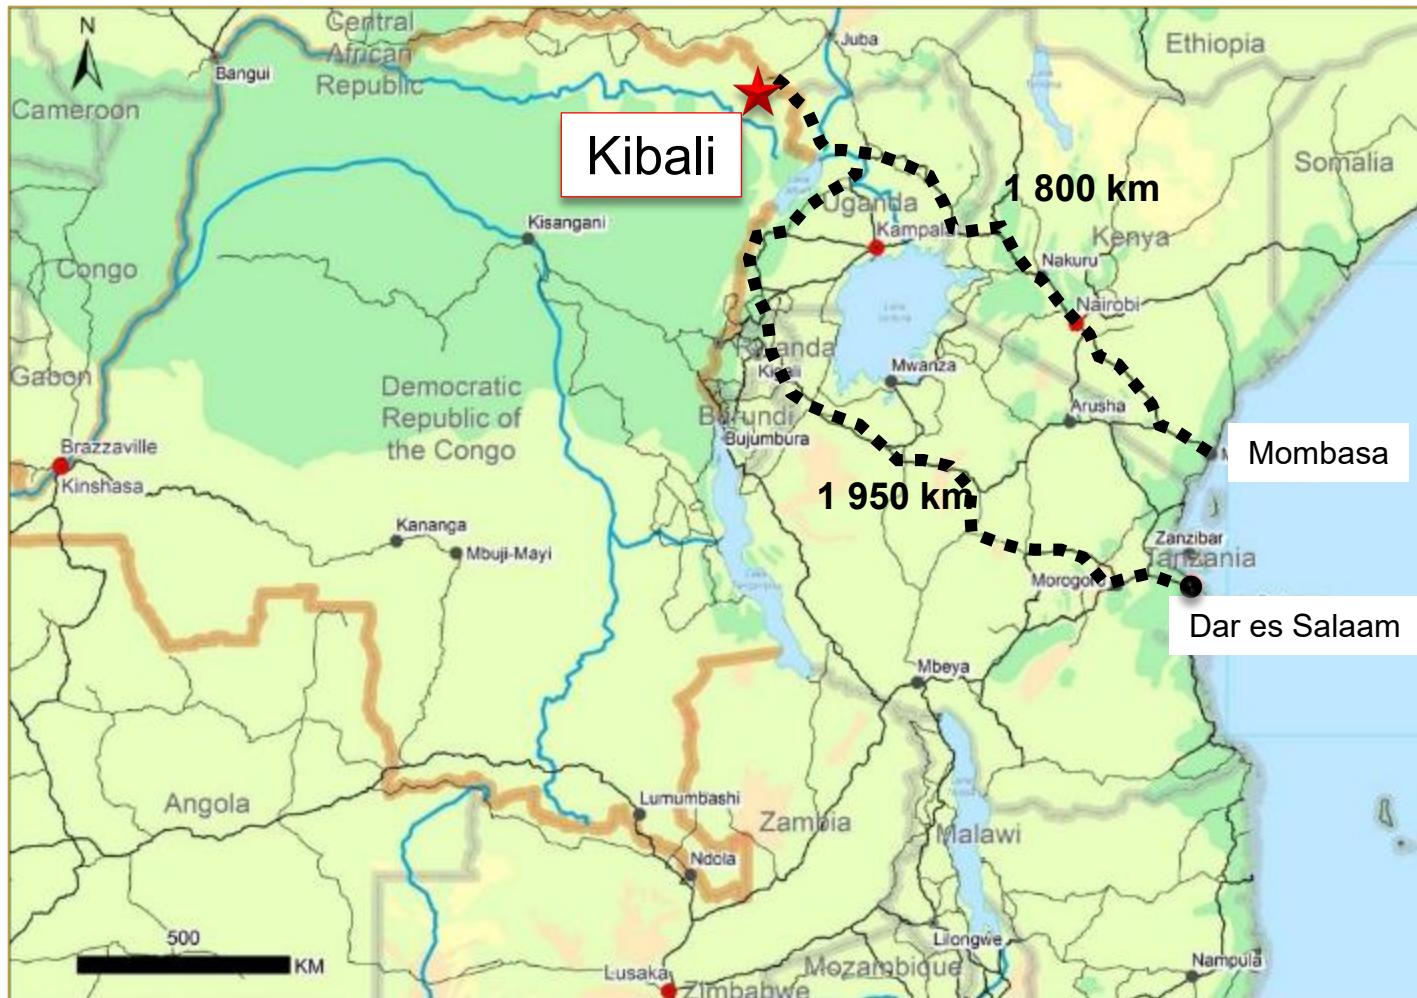 N
Central
African
Republic
Juba
Ethiopia
Bangui
Cameroon
Kibali
Somalia
1 800 km
Uganda
Kampala
Kenya
Kisangani
Nakuru
Congo
Nairobi
Rwanda
Kigali
Mwanza
Gabon
Democratic
Republic of
the Congo
Burundi
Bujumbura
Arusha
Brazzaville
Kinshasa
Mombasa
1 950 km
Kananga
Mbuji-Mayi
Zanzibar
Tanzania
Morogoro
Dar es Salaam
Mbeya
Angola
Lumumbashi
Zambia
Malawi
Ndola
500
KM
Lilongwe
Mozambique
Nampula
Lusaka
Zimbabwe